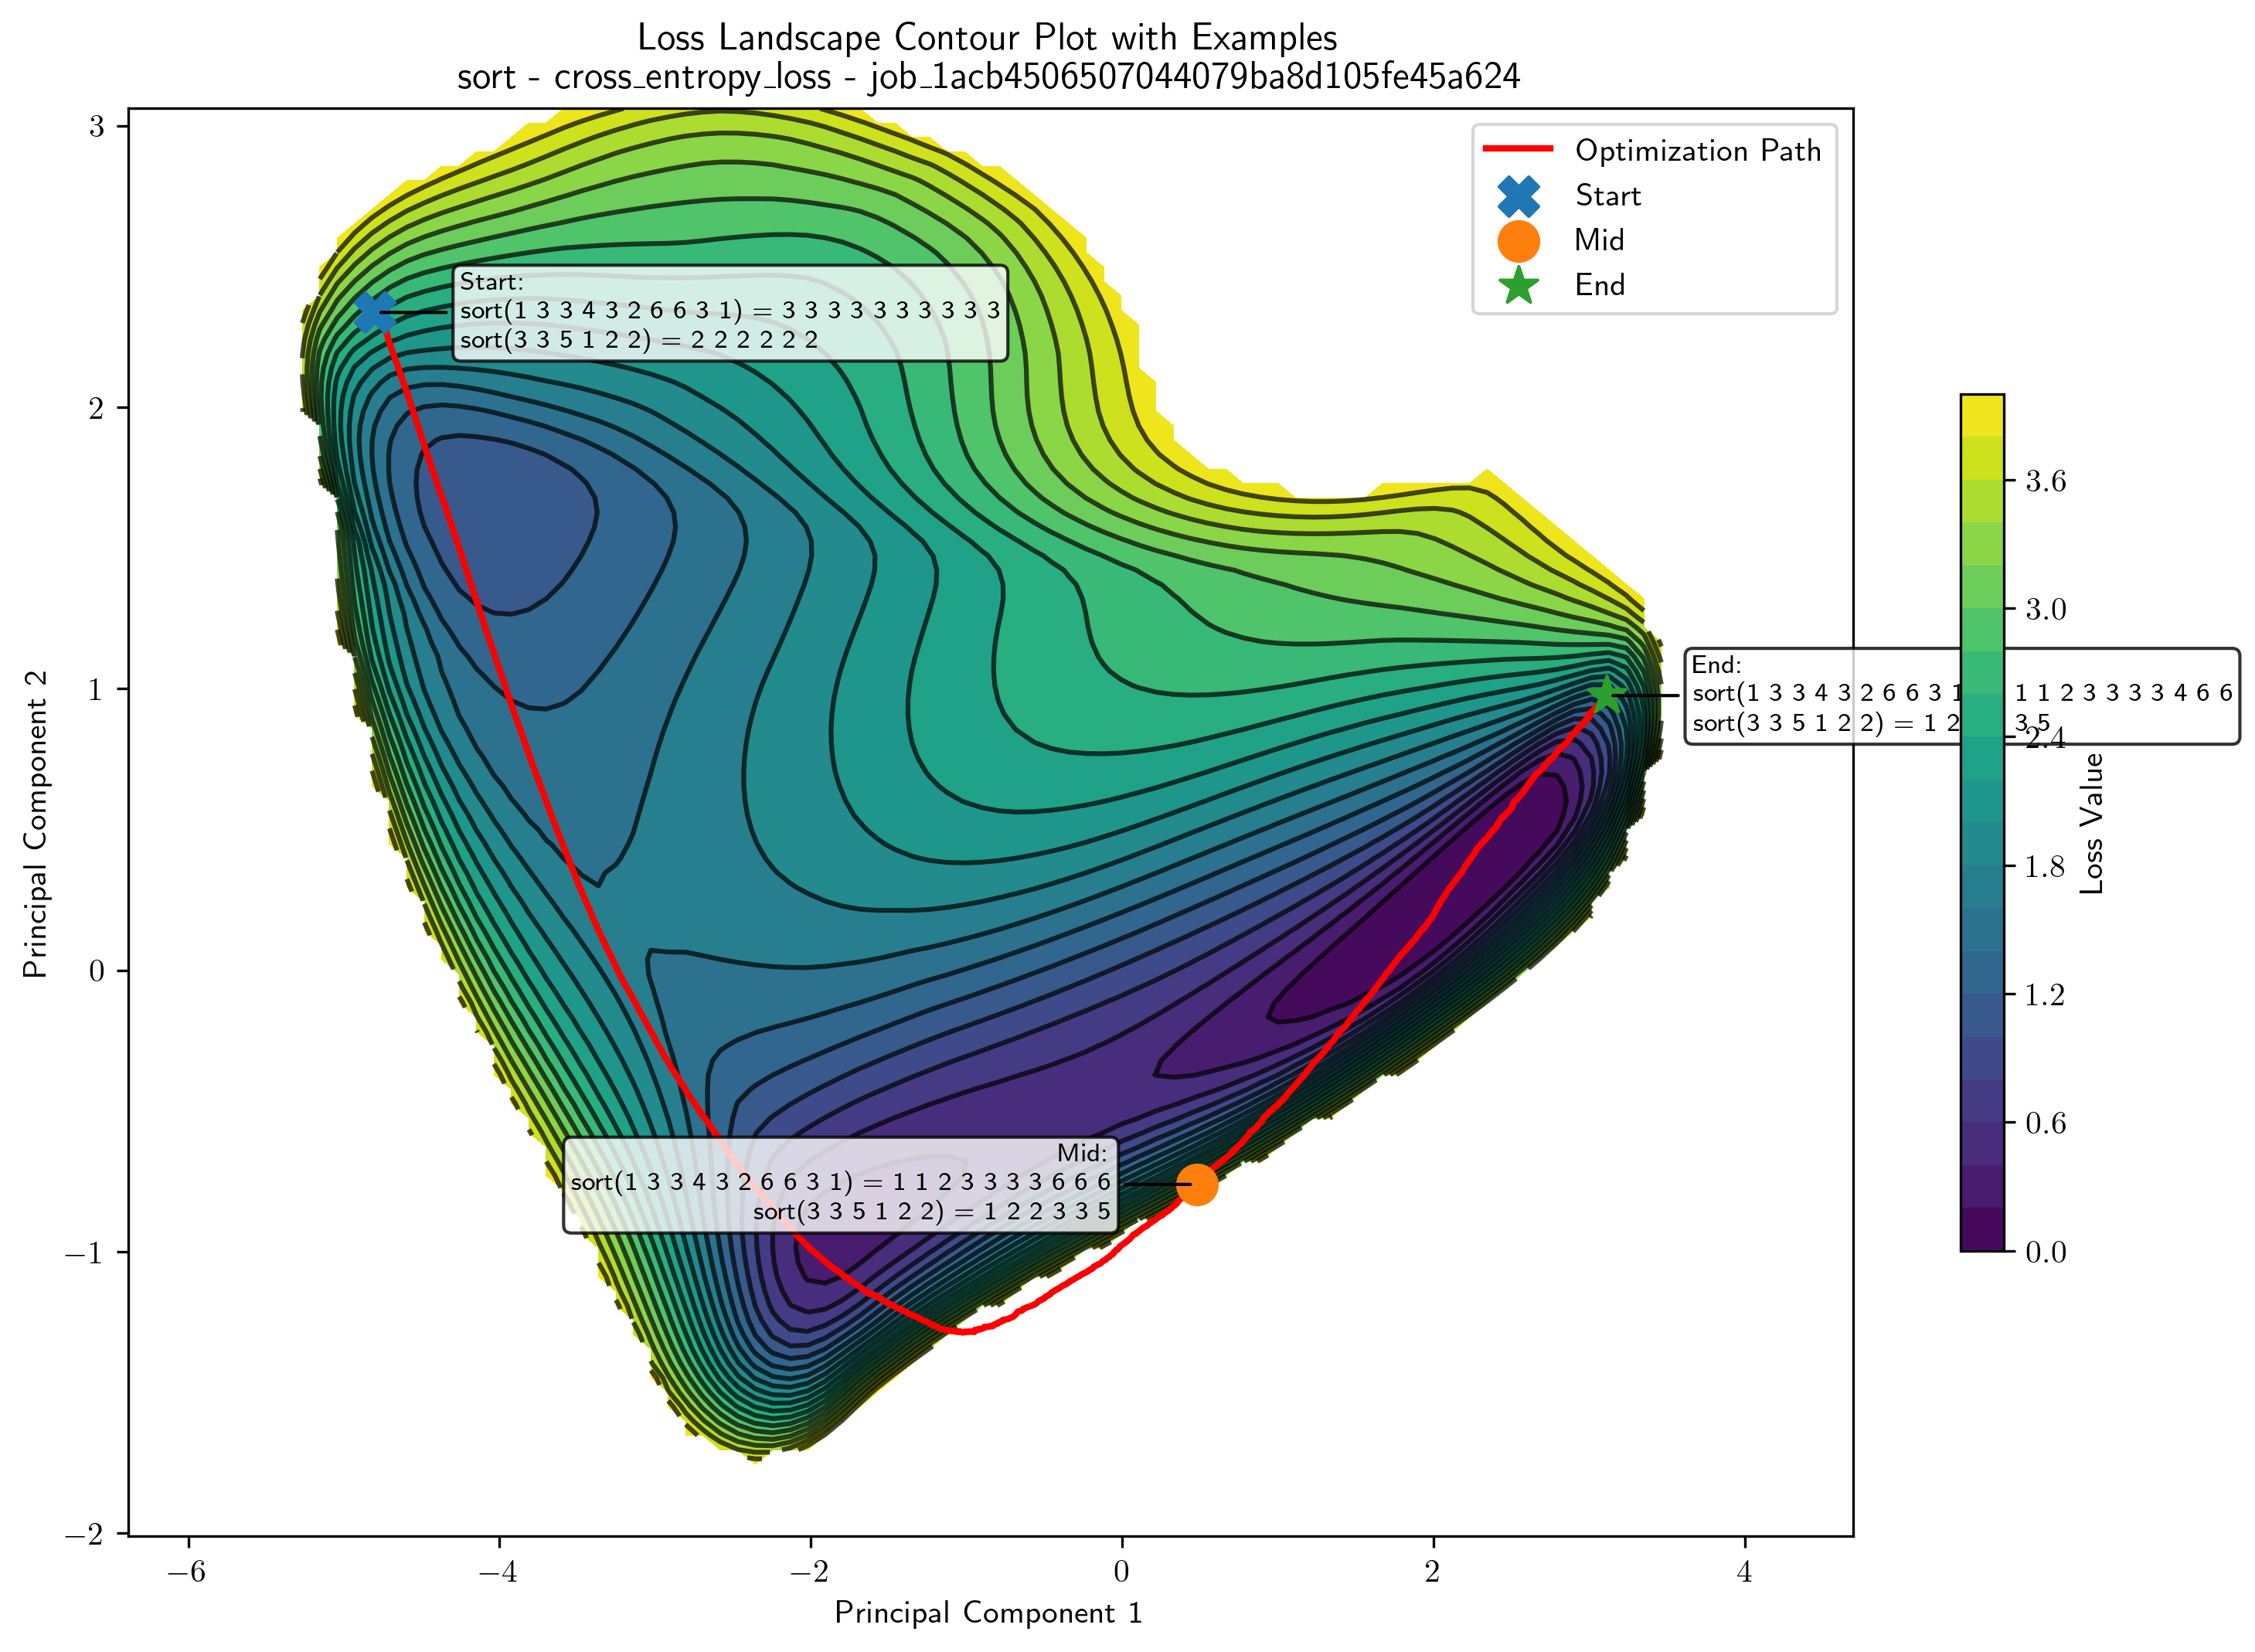 Loss Landscape Contour Plot with Examples
sort - cross_entropy_loss - job_1acb4506507044079ba8d105fe45a624
Optimization Path
Start
Mid
End
Start:
sort(1 3 3 4 3 2 6 6 3 1) = 3 3 3 3 3 3 3 3 3 3
sort(3 3 5 1 2 2) = 2 2 2 2 2 2
End:
sort(1 3 3 4 3 2 6 6 3 1 1 1 2 3 3 3 3 4 6 6
sort(3 3 5 1 2 2) = 1 2 3 5
Mid:
sort(1 3 3 4 3 2 6 6 3 1) = 1 1 2 3 3 3 3 6 6 6
sort(3 3 5 1 2 2) = 1 2 2 3 3 5
3
2
1
0
−1
−2
Principal Component 2
−6 −4 −2 0 2 4
Principal Component 1
3.6
3.0
2.4
1.8
1.2
0.6
0.0
Loss Value